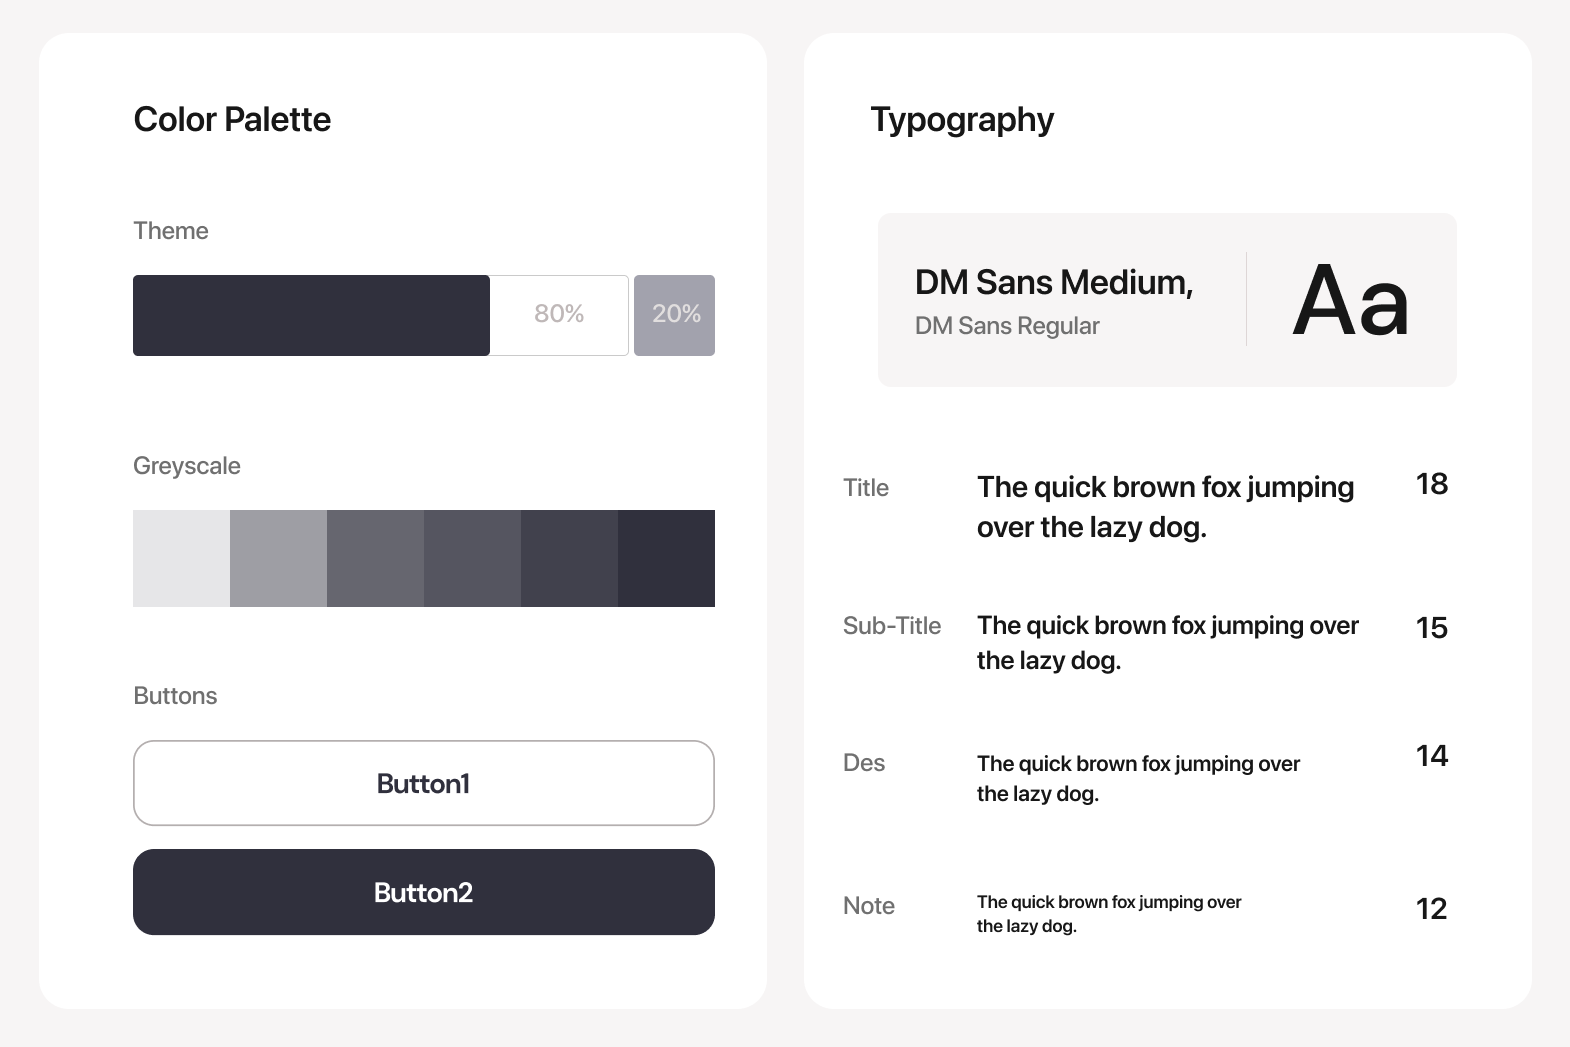 Color Palette
Theme
80%
20%
Greyscale
Buttons
Button1
Button2
Typography
DM Sans Medium,
DM Sans Regular
Aa
Title
The quick brown fox jumping
over the lazy dog.
18
Sub-Title
The quick brown fox jumping over
the lazy dog.
15
Des
The quick brown fox jumping over
the lazy dog.
14
Note
The quick brown fox jumping over
the lazy dog.
12